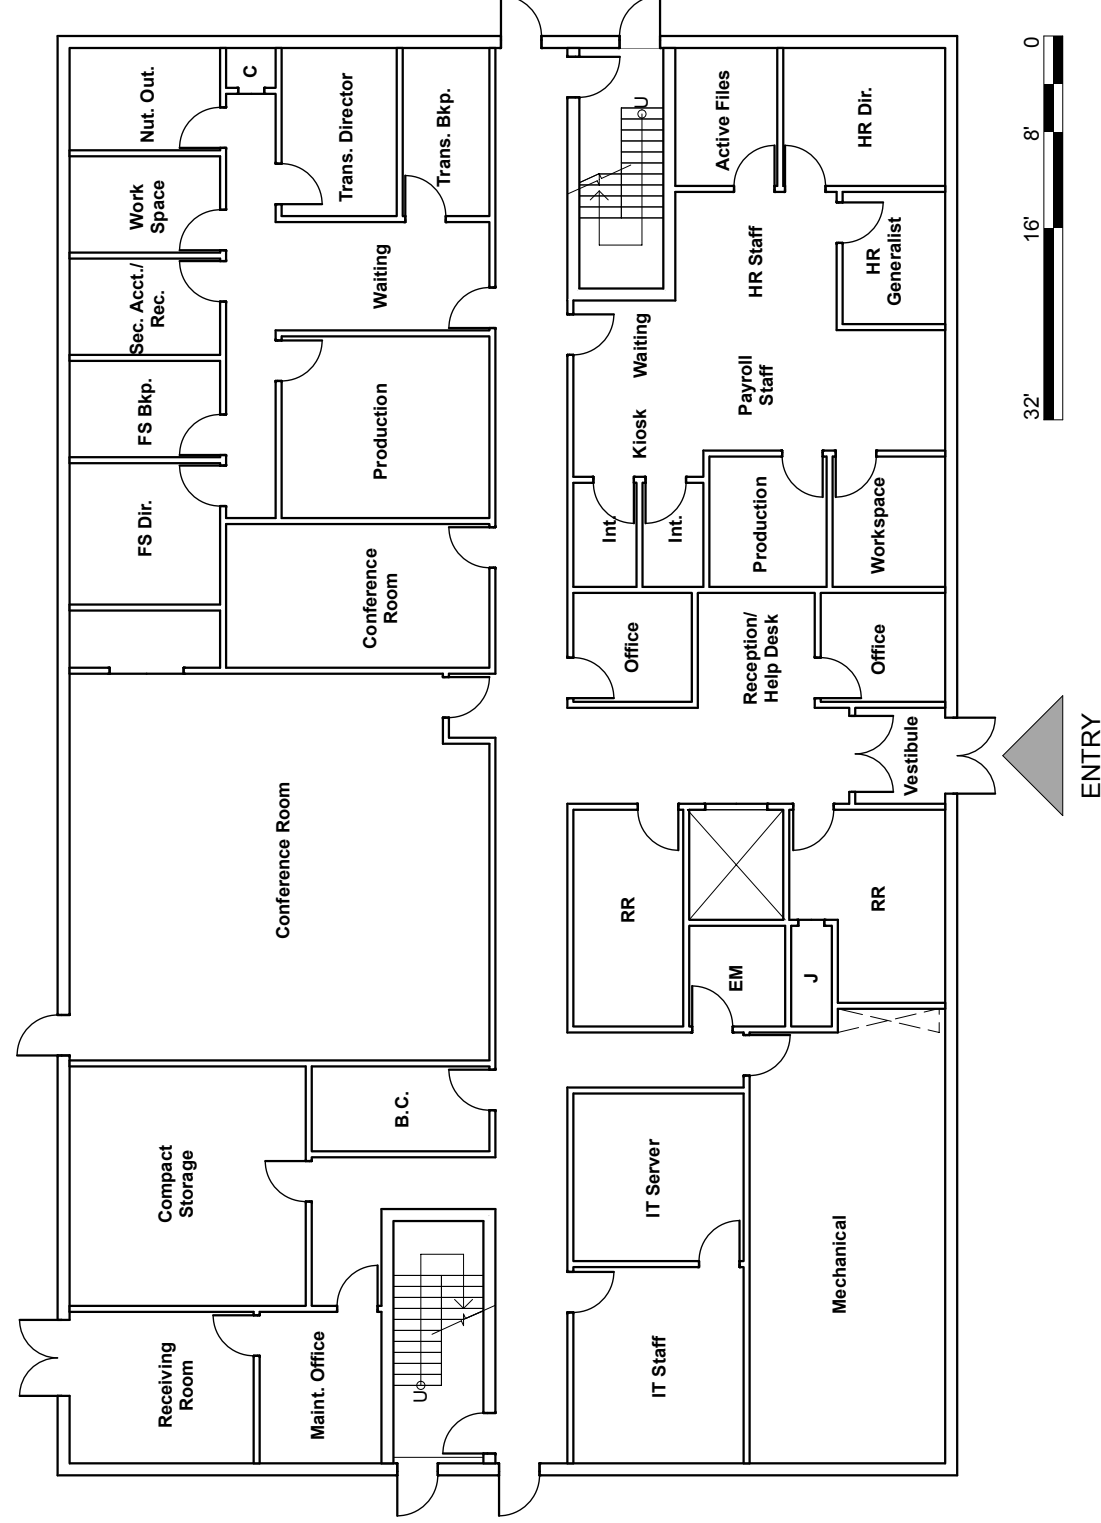 Nut. Out.
C
Trans. Director
Trans. Bkp.
U
Active Files
HR Dir.
Work
Space
Sec. Acct./
Rec.
Waiting
HR Staff
HR
Generalist
FS Bkp.
Production
Waiting
Kiosk
Payroll
Staff
FS Dir.
Conference
Room
Int.
Int.
Production
Workspace
Office
Reception/
Help Desk
Office
Vestibule
Conference Room
RR
RR
EM
J
B.C.
Compact
Storage
IT Server
Mechanical
Receiving
Room
Maint. Office
U
IT Staff
ENTRY
0
8'
16'
32'